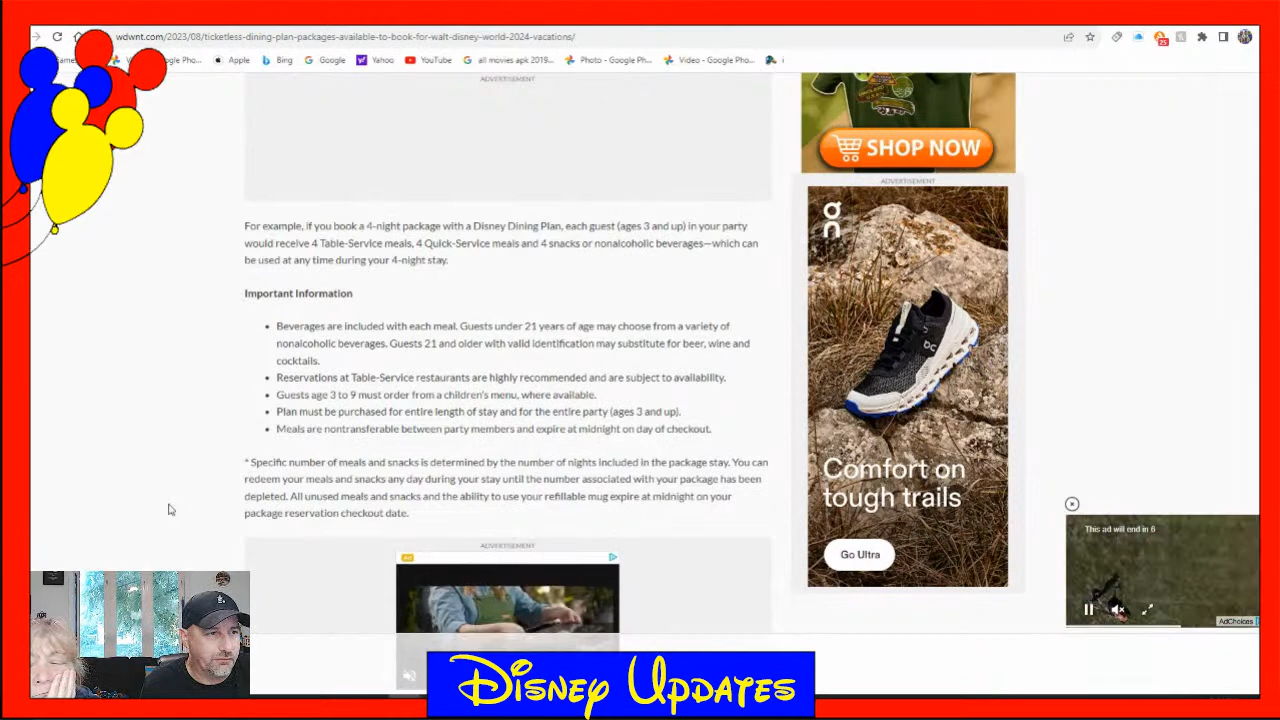 wdwnt.com/2023/08/ticketless-dining-plan-packages-available-to-book-for-walt-disney-world-2024-vacations/
25
Apple
Bing
Google
Yahoo
YouTube
all movies apk 2019...
Photo - Google Ph...
Video - Google Pho...
ADVERTISEMENT
SHOP NOW
ADVERTISEMENT
For example, if you book a 4-night package with a Disney Dining Plan, each guest (ages 3 and up) in your party
would receive 4 Table-Service meals, 4 Quick-Service meals and 4 snacks or nonalcoholic beverages—which can
be used at any time during your 4-night stay.
Important Information
• Beverages are included with each meal. Guests under 21 years of age may choose from a variety of
nonalcoholic beverages. Guests 21 and older with valid identification may substitute for beer, wine and
cocktails.
• Reservations at Table-Service restaurants are highly recommended and are subject to availability.
• Guests age 3 to 9 must order from a children's menu, where available.
• Plan must be purchased for entire length of stay and for the entire party (ages 3 and up).
• Meals are nontransferable between party members and expire at midnight on day of checkout.
* Specific number of meals and snacks is determined by the number of nights included in the package stay. You can
redeem your meals and snacks any day during your stay until the number associated with your package has been
depleted. All unused meals and snacks and the ability to use your refillable mug expire at midnight on your
package reservation checkout date.
ADVERTISEMENT
Ad
Comfort on
tough trails
Go Ultra
This ad will end in 6
AdChoices
Disney Updates